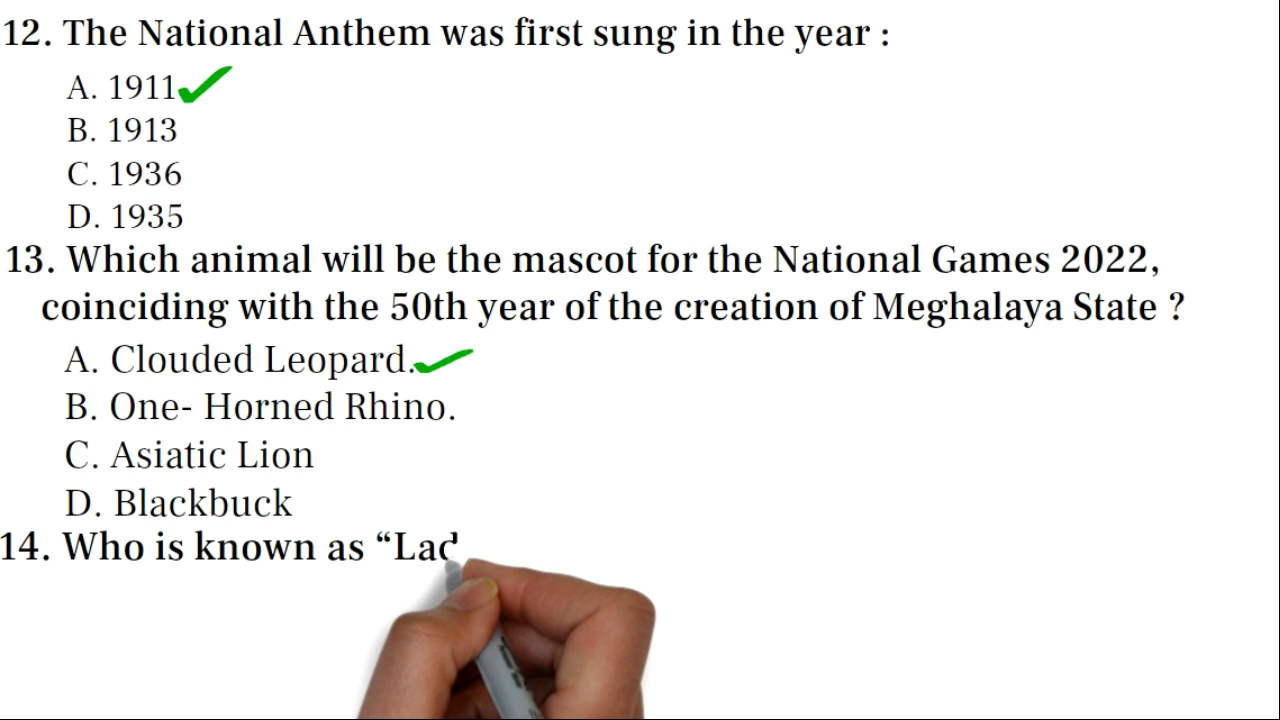 12. The National Anthem was first sung in the year :
A. 1911
B. 1913
C. 1936
D. 1935
13. Which animal will be the mascot for the National Games 2022,
coinciding with the 50th year of the creation of Meghalaya State ?
A. Clouded Leopard.
B. One- Horned Rhino.
C. Asiatic Lion
D. Blackbuck
14. Who is known as “